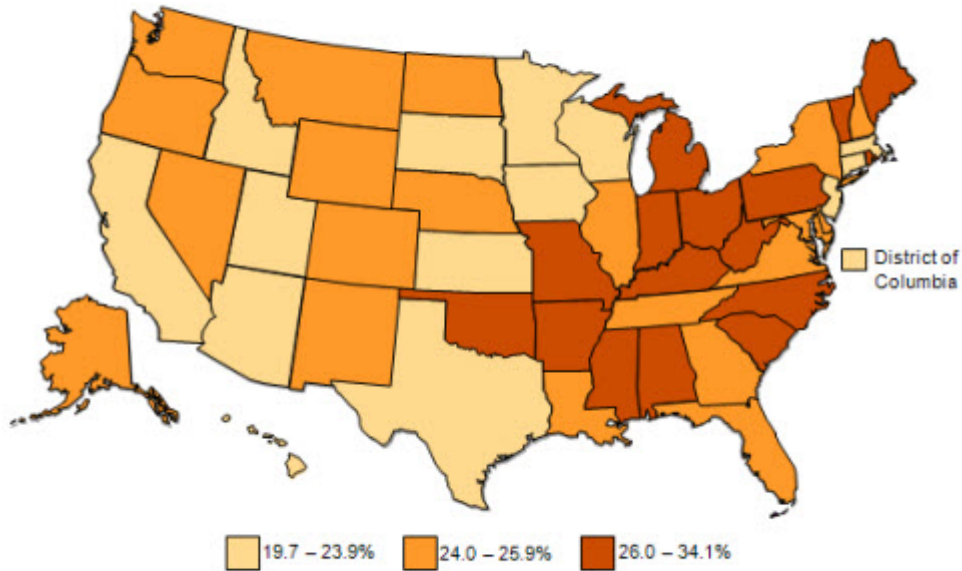 District of
Columbia
19.7 – 23.9%
24.0 – 25.9%
26.0 – 34.1%